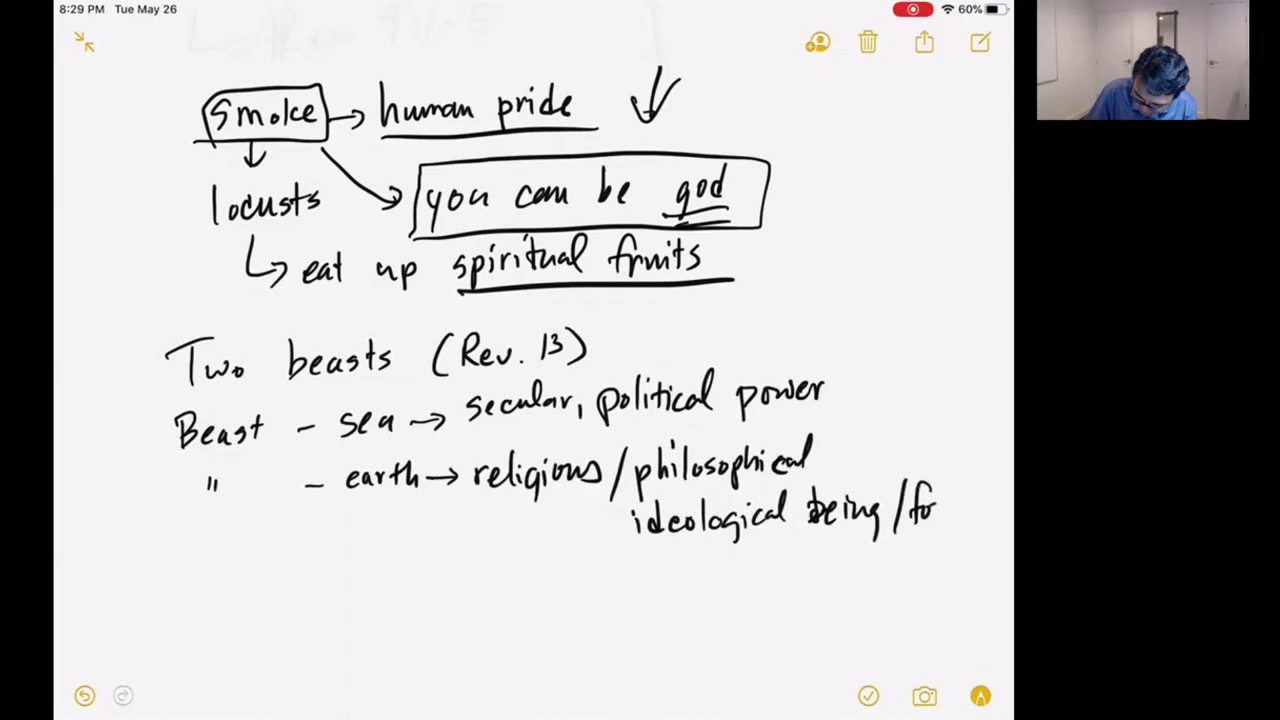 8:29 PM Tue May 26
60%
smoke → human pride ↓
↓
locusts → you can be god
↳ eat up spiritual fruits
Two beasts (Rev. 13)
Beast - sea → secular, political power
" - earth → religious/philosophical
ideological being/fo